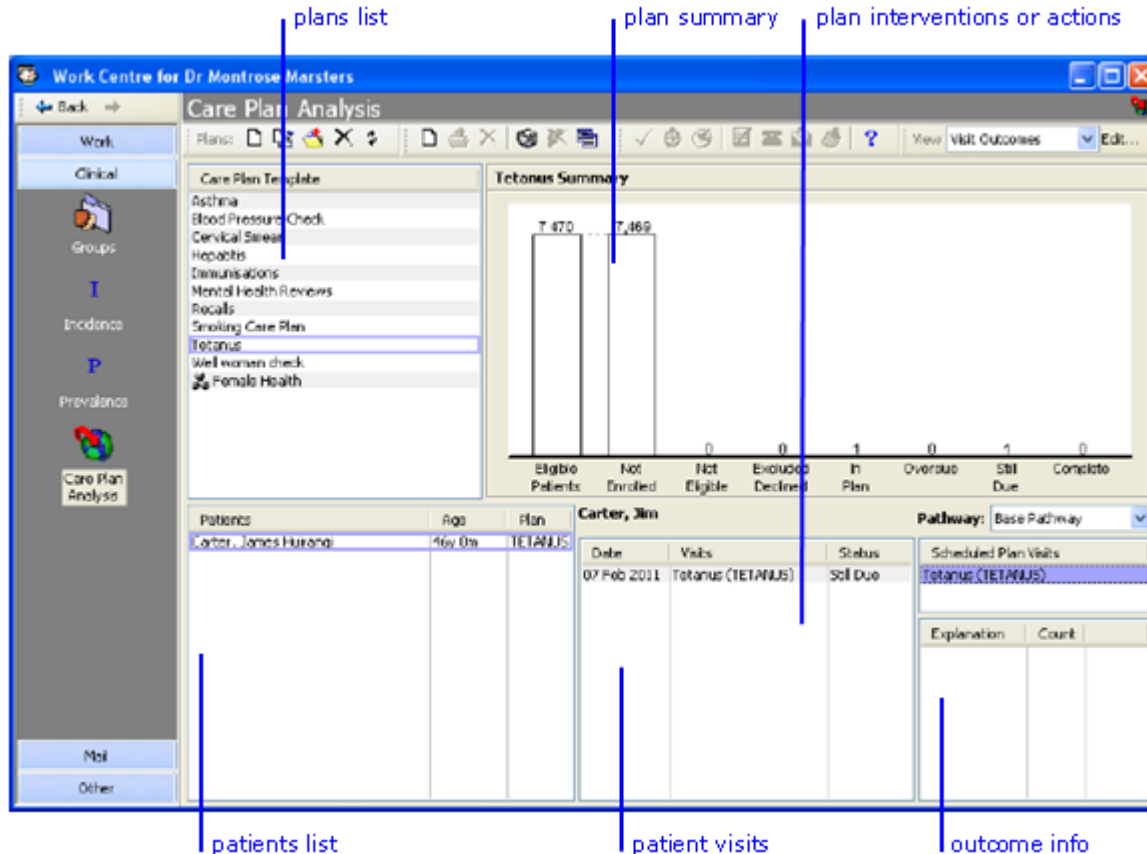 plans list
plan summary
plan interventions or actions
Work Centre for Dr Montrose Marsters
Back
Care Plan Analysis
Work
Plans:
View
Visit Outcomes
Edit...
Clinical
Groups
I
Incidence
P
Prevalence
Care Plan
Analysis
Mail
Other
Care Plan Template
Asthma
Blood Pressure Check
Cervical Smear
Hepatitis
Immunisations
Mental Health Reviews
Recalls
Smoking Care Plan
Tetanus
Well woman check
Female Health
Tetanus Summary
7,470 7,469 0 0 1 0 1 0
Eligible Not Not Excluded In Overdue Still Complete
Patients Enrolled Eligible Declined Plan Due
Patients Age Plan
Carter, James Huirangi 46y 0m TETANUS
Carter, Jim
Pathway: Base Pathway
Date Visits Status
07 Feb 2011 Tetanus (TETANUS) Still Due
Scheduled Plan Visits
Tetanus (TETANUS)
Explanation Count
patients list
patient visits
outcome info